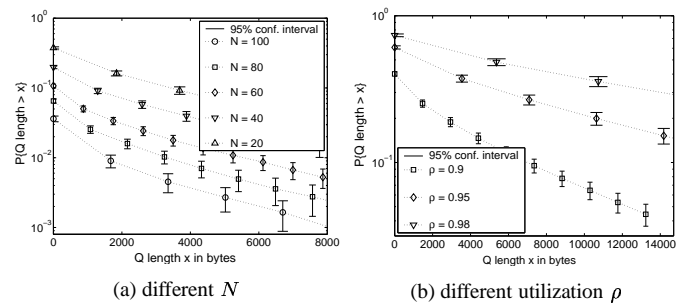 10^0
10^-1
10^-2
10^-3
P{Q length > x}
95% conf. interval
N = 100
N = 80
N = 60
N = 40
N = 20
0 2000 4000 6000 8000
Q length x in bytes
(a) different N
10^0
10^-1
P{Q length > x}
95% conf. interval
ρ = 0.9
ρ = 0.95
ρ = 0.98
0 2000 4000 6000 8000 10000 12000 14000
Q length x in bytes
(b) different utilization ρ